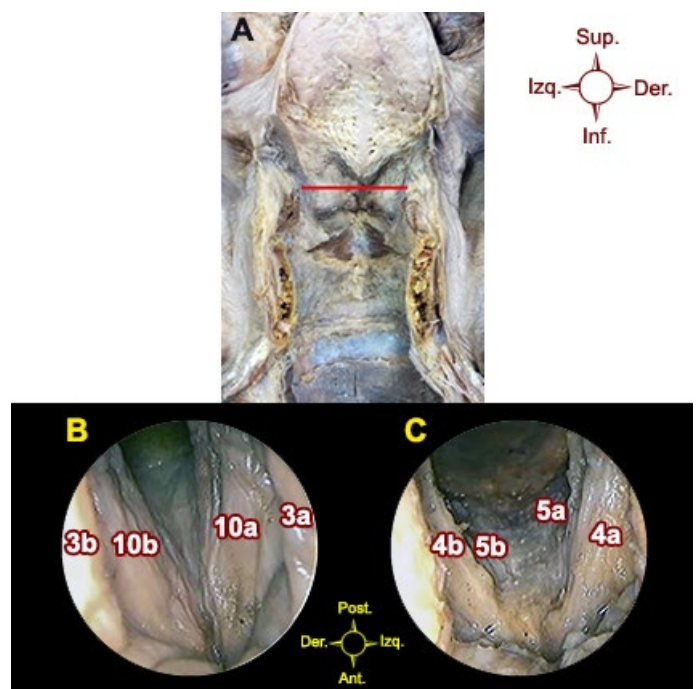 A
Sup.
Izq. Der.
Inf.
B
3b 10b 10a 3a
C
4b 5b 5a 4a
Post.
Der. Izq.
Ant.